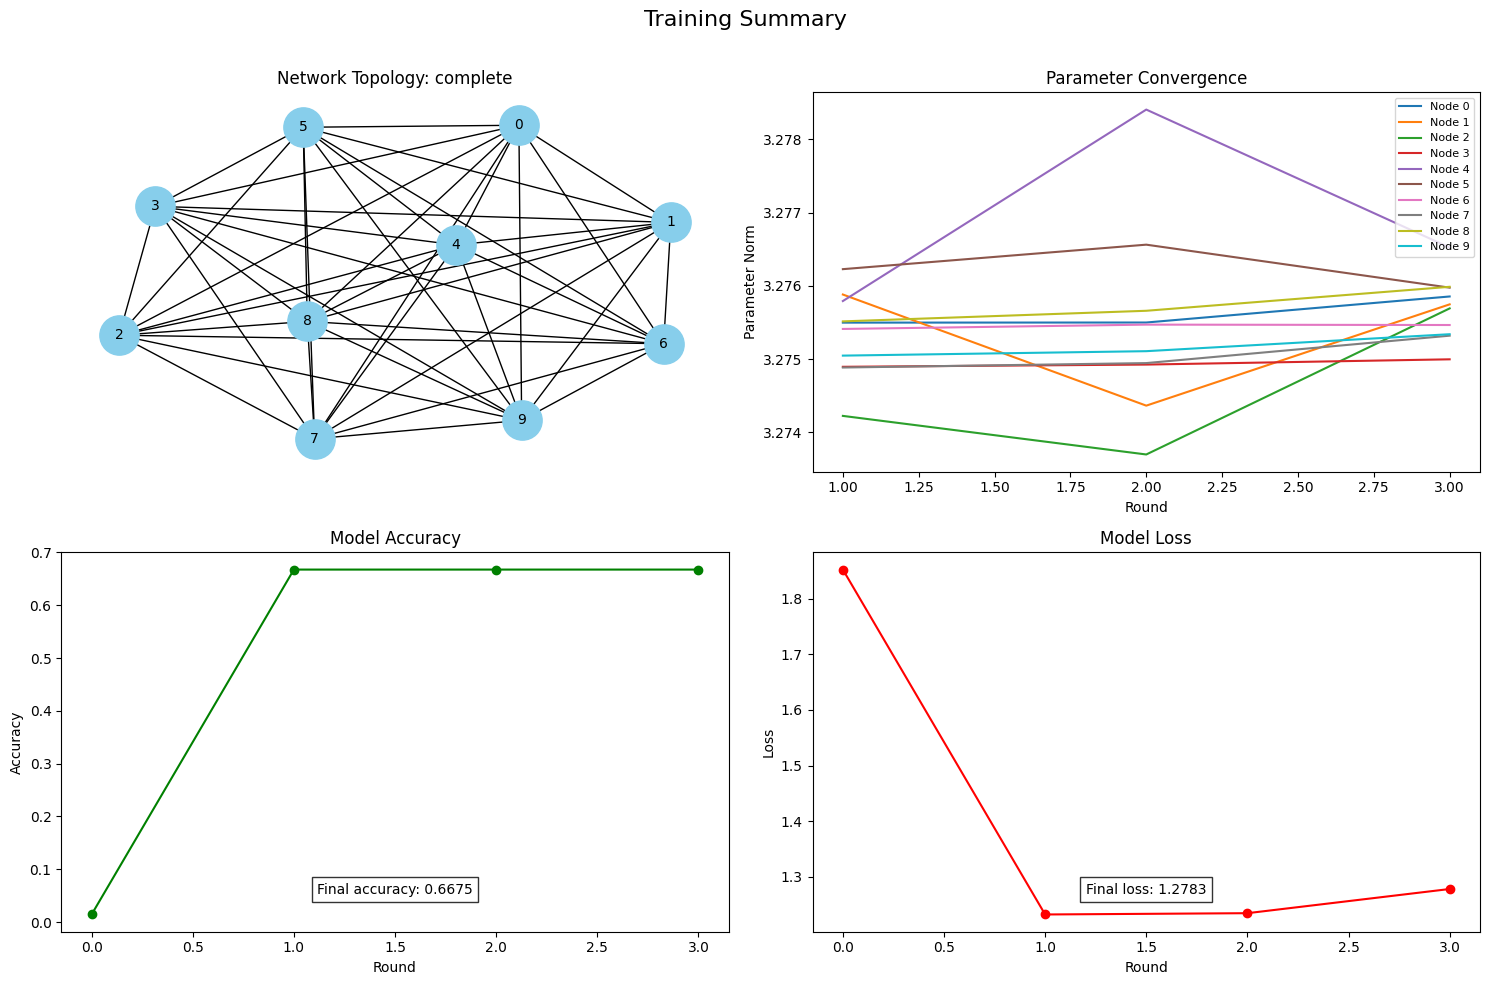 Training Summary
Network Topology: complete
5
0
3
1
4
8
2
6
9
7
Parameter Convergence
Parameter Norm
3.278
3.277
3.276
3.275
3.274
Node 0
Node 1
Node 2
Node 3
Node 4
Node 5
Node 6
Node 7
Node 8
Node 9
1.00 1.25 1.50 1.75 2.00 2.25 2.50 2.75 3.00
Round
Model Accuracy
Accuracy
0.7
0.6
0.5
0.4
0.3
0.2
0.1
0.0
Final accuracy: 0.6675
0.0 0.5 1.0 1.5 2.0 2.5 3.0
Round
Model Loss
Loss
1.8
1.7
1.6
1.5
1.4
1.3
Final loss: 1.2783
0.0 0.5 1.0 1.5 2.0 2.5 3.0
Round